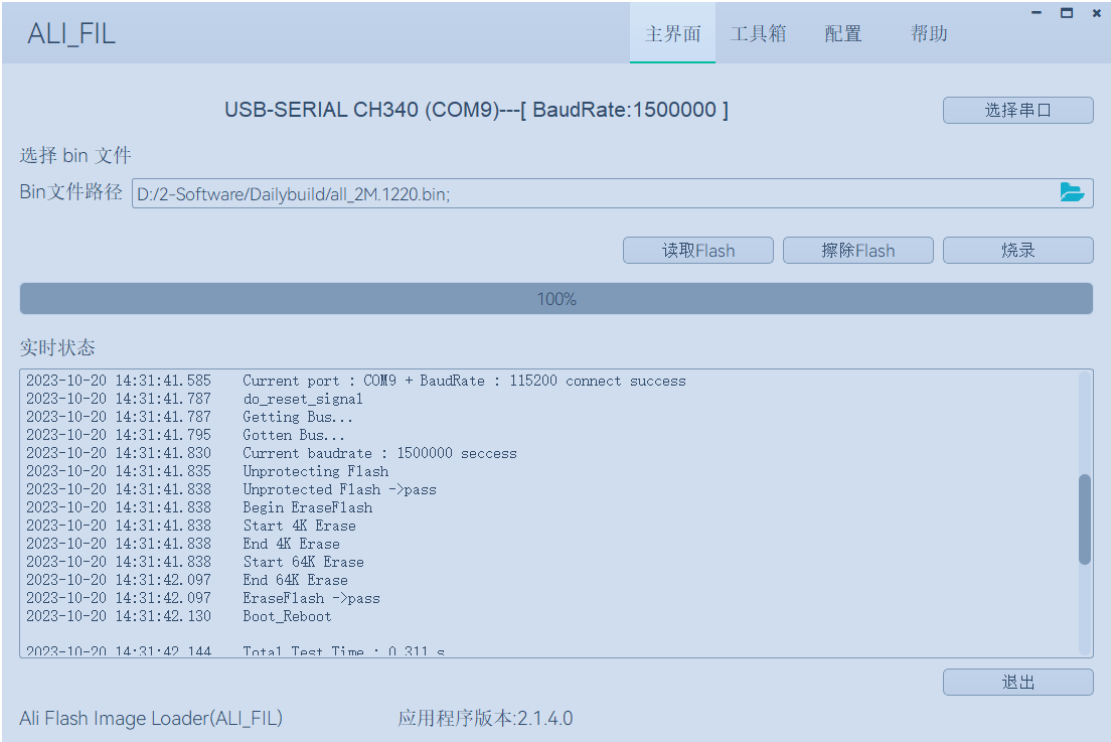 ALI_FIL
主界面 工具箱 配置 帮助
USB-SERIAL CH340 (COM9)---[ BaudRate:1500000 ]
选择串口
选择 bin 文件
Bin文件路径 D:/2-Software/Dailybuild/all_2M.1220.bin;
读取Flash 擦除Flash 烧录
100%
实时状态
2023-10-20 14:31:41.585 Current port : COM9 + BaudRate : 115200 connect success
2023-10-20 14:31:41.787 do_reset_signal
2023-10-20 14:31:41.787 Getting Bus...
2023-10-20 14:31:41.795 Gotten Bus...
2023-10-20 14:31:41.830 Current baudrate : 1500000 seccess
2023-10-20 14:31:41.835 Unprotecting Flash
2023-10-20 14:31:41.838 Unprotected Flash ->pass
2023-10-20 14:31:41.838 Begin EraseFlash
2023-10-20 14:31:41.838 Start 4K Erase
2023-10-20 14:31:41.838 End 4K Erase
2023-10-20 14:31:41.838 Start 64K Erase
2023-10-20 14:31:42.097 End 64K Erase
2023-10-20 14:31:42.097 EraseFlash ->pass
2023-10-20 14:31:42.130 Boot_Reboot
2023-10-20 14:31:42.144 Total Test Time : 0.311 s
退出
Ali Flash Image Loader(ALI_FIL) 应用程序版本:2.1.4.0